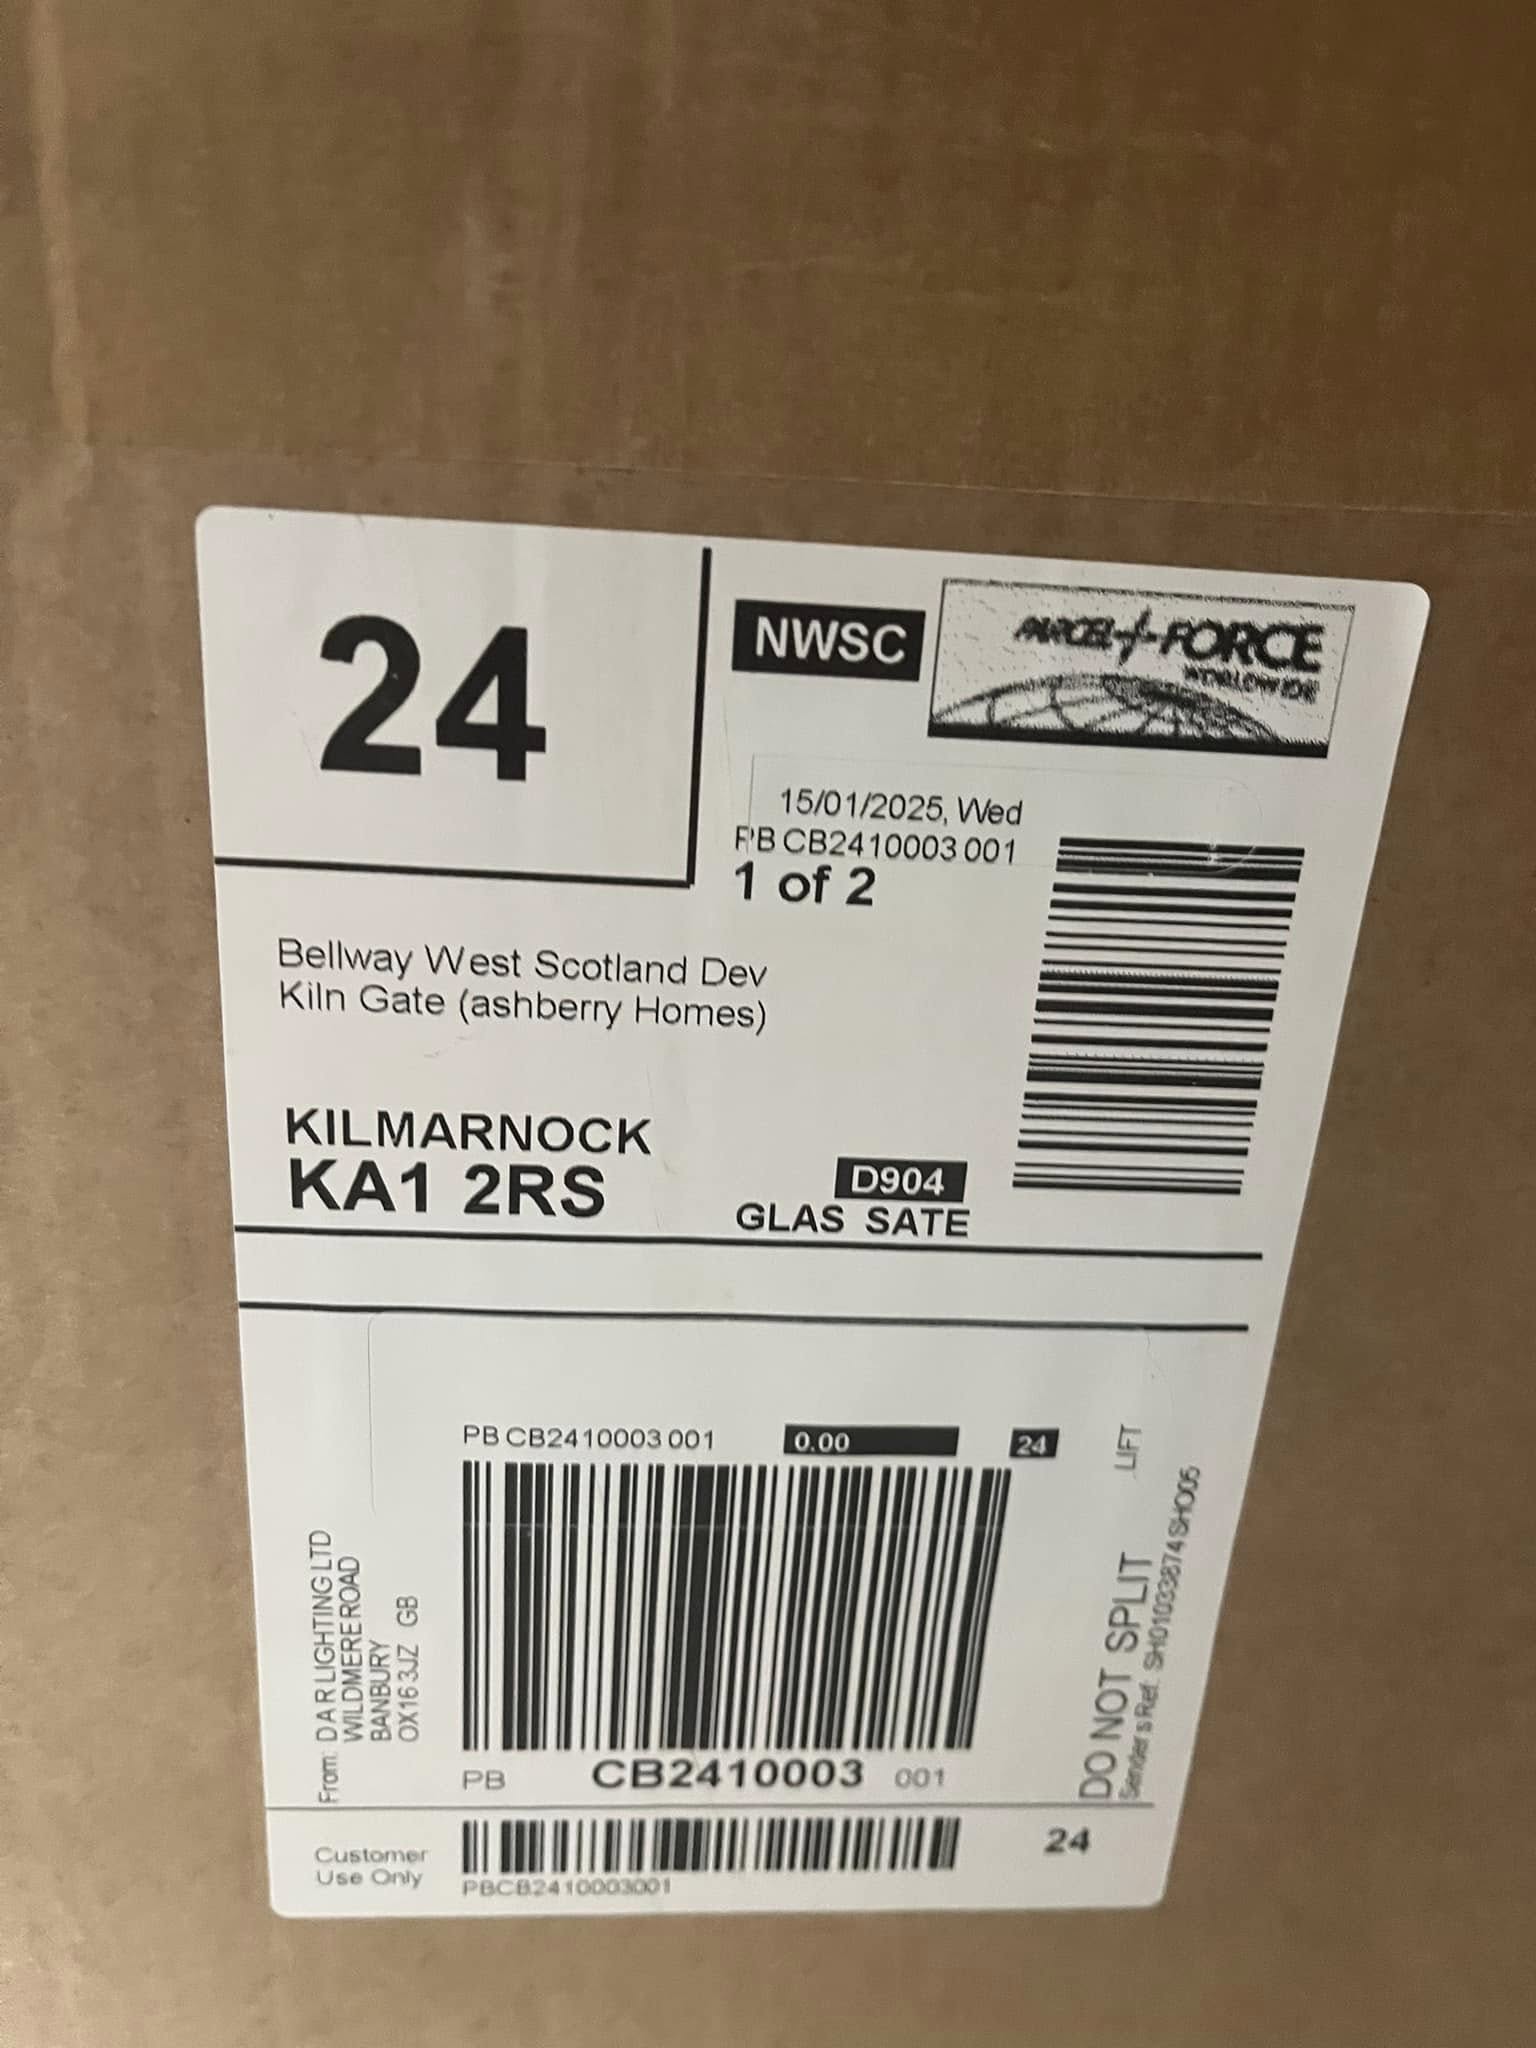 24
NWSC
PARCEL FORCE
WORLDWIDE
15/01/2025, Wed
PB CB2410003 001
1 of 2
Bellway West Scotland Dev
Kiln Gate (ashberry Homes)
KILMARNOCK
KA1 2RS
D904
GLAS SATE
PB CB2410003 001
0.00
24
From: D A R LIGHTING LTD
WILDMERE ROAD
BANBURY
OX16 3JZ GB
DO NOT SPLIT LIFT
Sender's Ref. SH01033874SH006
PB CB2410003 001
Customer
Use Only
PBCB2410003001
24